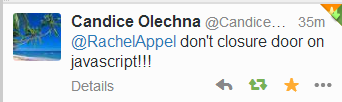 Candice Olechna @Candice... 35m
@RachelAppel don't closure door on
javascript!!!
Details